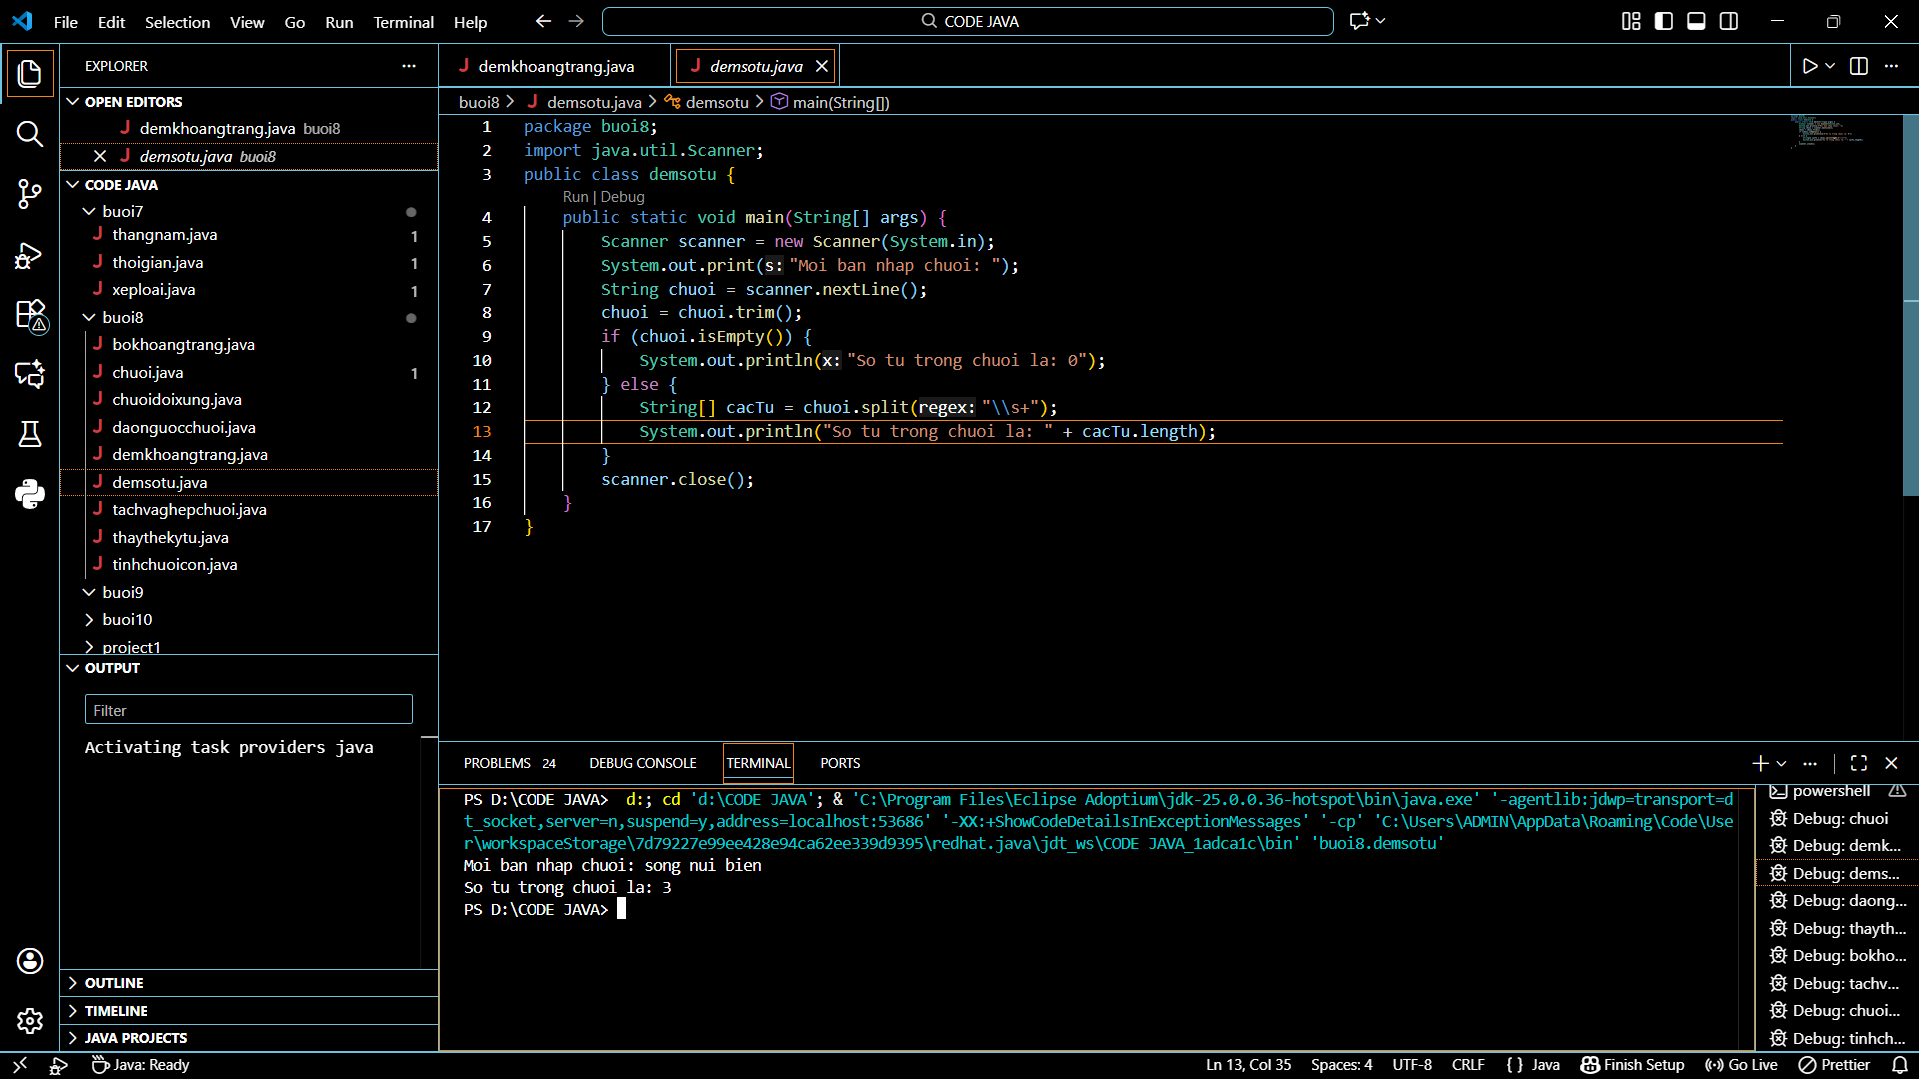 File Edit Selection View Go Run Terminal Help CODE JAVA
EXPLORER
OPEN EDITORS
demkhoangtrang.java buoi8
demsotu.java buoi8
CODE JAVA
buoi7
thangnam.java 1
thoigian.java 1
xeploai.java 1
buoi8
bokhoangtrang.java
chuoi.java 1
chuoidoixung.java
daonguocchuoi.java
demkhoangtrang.java
demsotu.java
tachvaghepchuoi.java
thaythekytu.java
tinhchuoicon.java
buoi9
buoi10
project1
OUTPUT
Filter
Activating task providers java
OUTLINE
TIMELINE
JAVA PROJECTS
demkhoangtrang.java demsotu.java
buoi8 > demsotu.java > demsotu > main(String[])
1 package buoi8;
2 import java.util.Scanner;
3 public class demsotu {
Run | Debug
4 public static void main(String[] args) {
5 Scanner scanner = new Scanner(System.in);
6 System.out.print(s: "Moi ban nhap chuoi: ");
7 String chuoi = scanner.nextLine();
8 chuoi = chuoi.trim();
9 if (chuoi.isEmpty()) {
10 System.out.println(x: "So tu trong chuoi la: 0");
11 } else {
12 String[] cacTu = chuoi.split(regex: "\\s+");
13 System.out.println("So tu trong chuoi la: " + cacTu.length);
14 }
15 scanner.close();
16 }
17 }
PROBLEMS 24 DEBUG CONSOLE TERMINAL PORTS
PS D:\CODE JAVA> d:; cd 'd:\CODE JAVA'; & 'C:\Program Files\Eclipse Adoptium\jdk-25.0.0.36-hotspot\bin\java.exe' '-agentlib:jdwp=transport=d
t_socket,server=n,suspend=y,address=localhost:53686' '-XX:+ShowCodeDetailsInExceptionMessages' '-cp' 'C:\Users\ADMIN\AppData\Roaming\Code\Use
r\workspaceStorage\7d79227e99ee428e94ca62ee339d9395\redhat.java\jdt_ws\CODE JAVA_1adca1c\bin' 'buoi8.demsotu'
Moi ban nhap chuoi: song nui bien
So tu trong chuoi la: 3
PS D:\CODE JAVA>
powershell
Debug: chuoi
Debug: demk...
Debug: dems...
Debug: daong...
Debug: thayth...
Debug: bokho...
Debug: tachv...
Debug: chuoi...
Debug: tinhch...
Java: Ready Ln 13, Col 35 Spaces: 4 UTF-8 CRLF {} Java Finish Setup Go Live Prettier